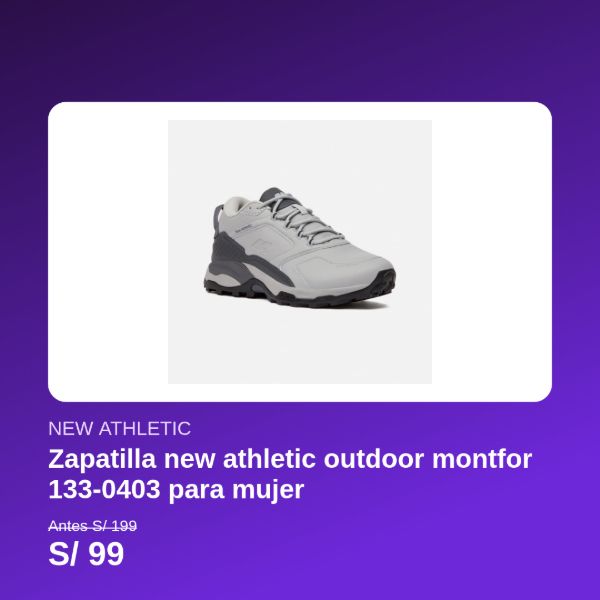 NEW ATHLETIC
Zapatilla new athletic outdoor montfor
133-0403 para mujer
Antes S/ 199
S/ 99